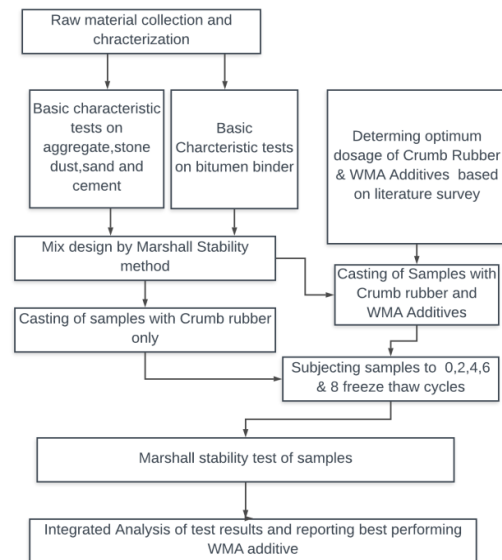 Raw material collection and
chracterization
Basic characteristic
tests on
aggregate,stone
dust,sand and
cement
Basic
Charcteristic tests
on bitumen binder
Determing optimum
dosage of Crumb Rubber
& WMA Additives based
on literature survey
Mix design by Marshall Stability
method
Casting of Samples with
Crumb rubber and
WMA Additives
Casting of samples with Crumb rubber
only
Subjecting samples to 0,2,4,6
& 8 freeze thaw cycles
Marshall stability test of samples
Integrated Analysis of test results and reporting best performing
WMA additive